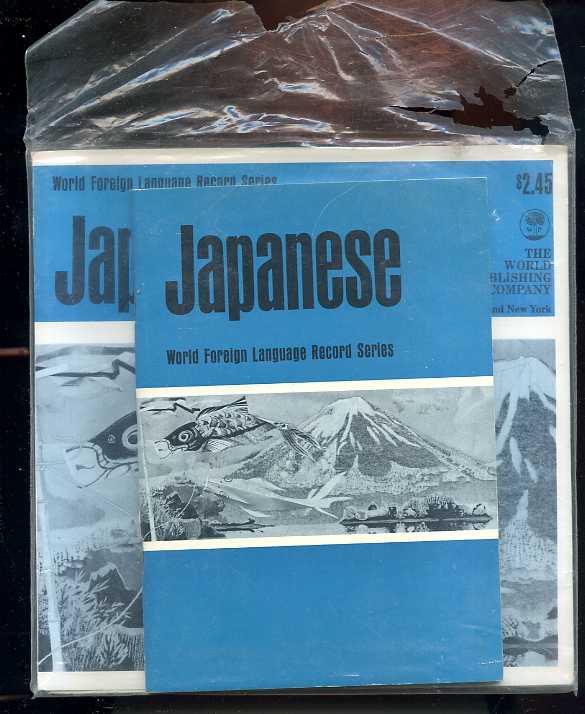 World Foreign Language Record Series
$2.45
Jap
THE
WORLD
BLISHING
COMPANY
nd New York
Japanese
World Foreign Language Record Series